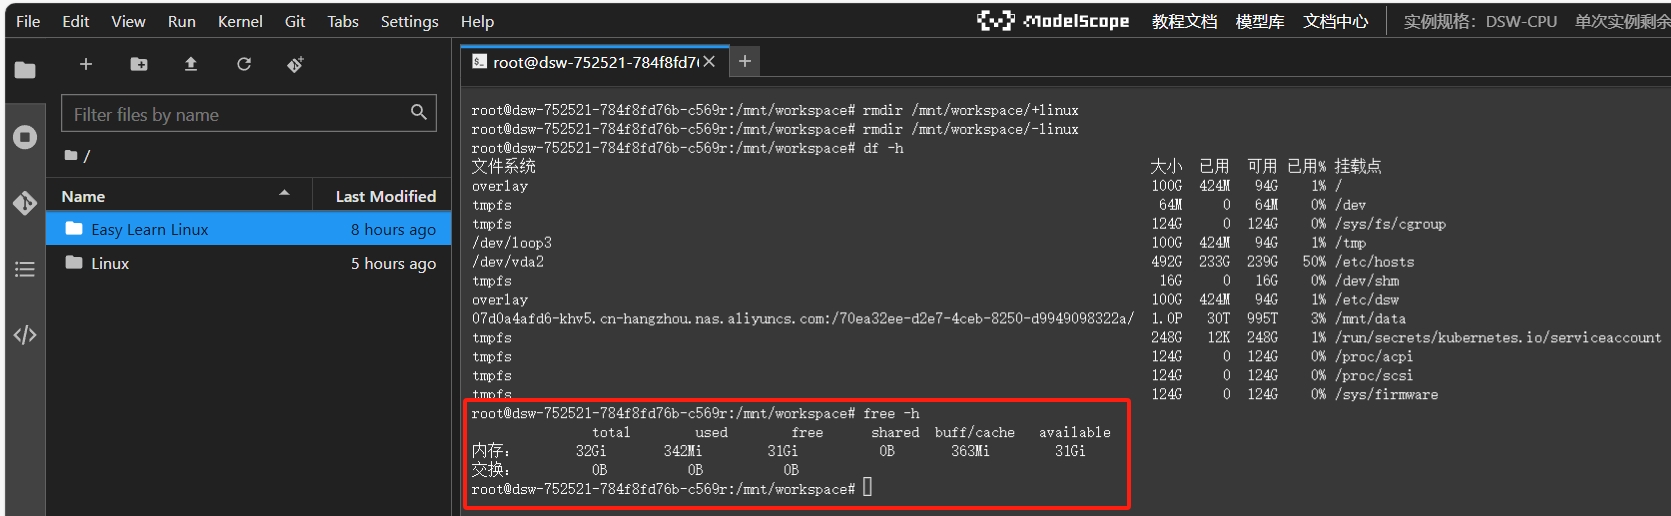 File Edit View Run Kernel Git Tabs Settings Help ModelScope 教程文档 模型库 文档中心 实例规格：DSW-CPU 单次实例剩余
root@dsw-752521-784f8fd7
Filter files by name
/
Name Last Modified
Easy Learn Linux 8 hours ago
Linux 5 hours ago
root@dsw-752521-784f8fd76b-c569r:/mnt/workspace# rmdir /mnt/workspace/+linux
root@dsw-752521-784f8fd76b-c569r:/mnt/workspace# rmdir /mnt/workspace/-linux
root@dsw-752521-784f8fd76b-c569r:/mnt/workspace# df -h
文件系统 大小 已用 可用 已用% 挂载点
overlay 100G 424M 94G 1% /
tmpfs 64M 0 64M 0% /dev
tmpfs 124G 0 124G 0% /sys/fs/cgroup
/dev/loop3 100G 424M 94G 1% /tmp
/dev/vda2 492G 233G 239G 50% /etc/hosts
tmpfs 16G 0 16G 0% /dev/shm
overlay 100G 424M 94G 1% /etc/dsw
07d0a4afd6-khv5.cn-hangzhou.nas.aliyuncs.com:/70ea32ee-d2e7-4ceb-8250-d9949098322a/ 1.0P 30T 995T 3% /mnt/data
tmpfs 248G 12K 248G 1% /run/secrets/kubernetes.io/serviceaccount
tmpfs 124G 0 124G 0% /proc/acpi
tmpfs 124G 0 124G 0% /proc/scsi
tmpfs 124G 0 124G 0% /sys/firmware
root@dsw-752521-784f8fd76b-c569r:/mnt/workspace# free -h
total used free shared buff/cache available
内存： 32Gi 342Mi 31Gi 0B 363Mi 31Gi
交换： 0B 0B 0B
root@dsw-752521-784f8fd76b-c569r:/mnt/workspace#